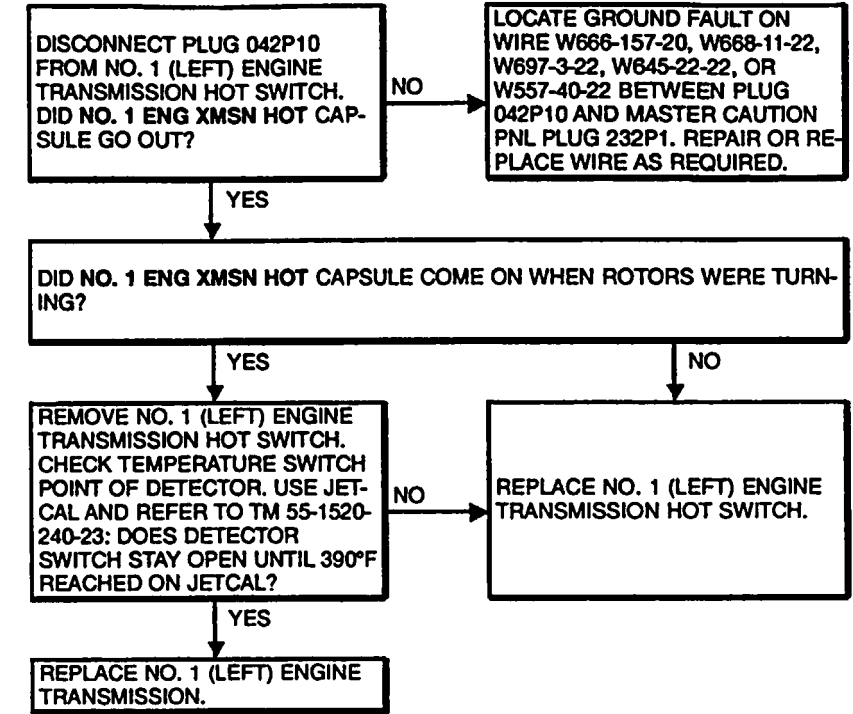 DISCONNECT PLUG 042P10
FROM NO. 1 (LEFT) ENGINE
TRANSMISSION HOT SWITCH.
DID NO. 1 ENG XMSN HOT CAP-
SULE GO OUT?
NO
LOCATE GROUND FAULT ON
WIRE W666-157-20, W668-11-22,
W697-3-22, W645-22-22, OR
W557-40-22 BETWEEN PLUG
042P10 AND MASTER CAUTION
PNL PLUG 232P1. REPAIR OR RE-
PLACE WIRE AS REQUIRED.
YES
DID NO. 1 ENG XMSN HOT CAPSULE COME ON WHEN ROTORS WERE TURN-
ING?
YES
NO
REMOVE NO. 1 (LEFT) ENGINE
TRANSMISSION HOT SWITCH.
CHECK TEMPERATURE SWITCH
POINT OF DETECTOR. USE JET-
CAL AND REFER TO TM 55-1520-
240-23: DOES DETECTOR
SWITCH STAY OPEN UNTIL 390°F
REACHED ON JETCAL?
NO
REPLACE NO. 1 (LEFT) ENGINE
TRANSMISSION HOT SWITCH.
YES
REPLACE NO. 1 (LEFT) ENGINE
TRANSMISSION.